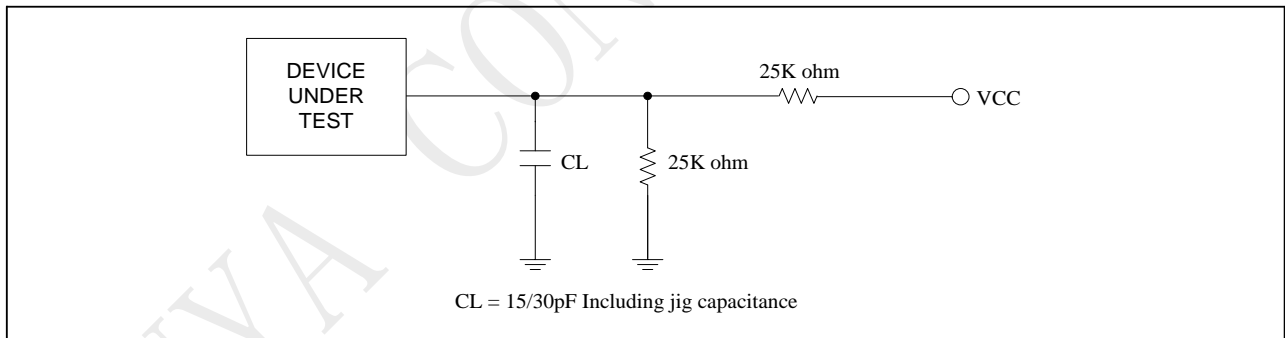 DEVICE
UNDER
TEST
25K ohm
VCC
CL
25K ohm
CL = 15/30pF Including jig capacitance